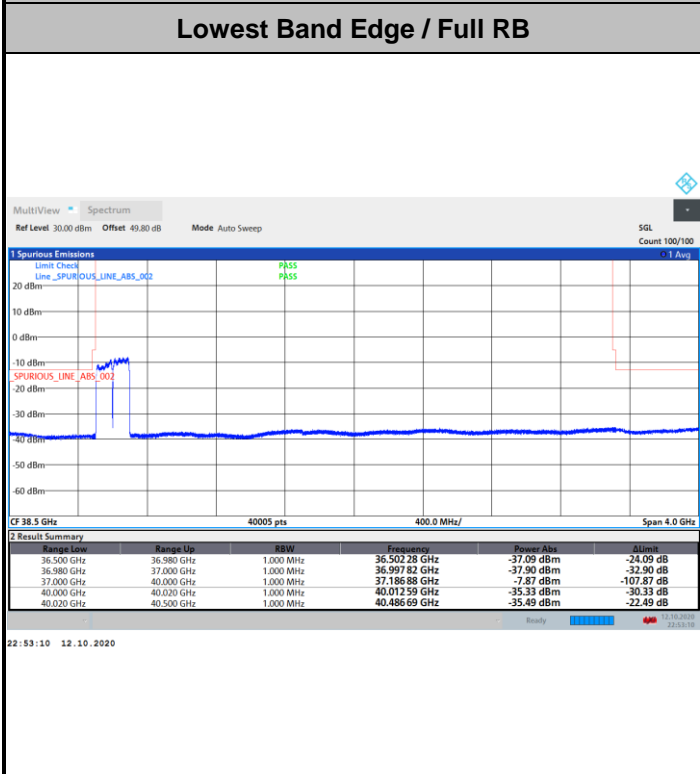 Lowest Band Edge / Full RB
MultiView Spectrum
Ref Level 30.00 dBm Offset 49.80 dB Mode Auto Sweep SGL
Count 100/100
1 Spurious Emissions 1 Avg
Limit Check PASS
Line _SPURIOUS_LINE_ABS_002 PASS
20 dBm
10 dBm
0 dBm
-10 dBm
_SPURIOUS_LINE_ABS_002
-20 dBm
-30 dBm
-40 dBm
-50 dBm
-60 dBm
CF 38.5 GHz 40005 pts 400.0 MHz/ Span 4.0 GHz
2 Result Summary
Range Low Range Up RBW Frequency Power Abs ΔLimit
36.500 GHz 36.980 GHz 1.000 MHz 36.502 28 GHz -37.09 dBm -24.09 dB
36.980 GHz 37.000 GHz 1.000 MHz 36.997 82 GHz -37.90 dBm -32.90 dB
37.000 GHz 40.000 GHz 1.000 MHz 37.186 88 GHz -7.87 dBm -107.87 dB
40.000 GHz 40.020 GHz 1.000 MHz 40.012 59 GHz -35.33 dBm -30.33 dB
40.020 GHz 40.500 GHz 1.000 MHz 40.486 69 GHz -35.49 dBm -22.49 dB
Ready 12.10.2020
22:53:10
22:53:10 12.10.2020